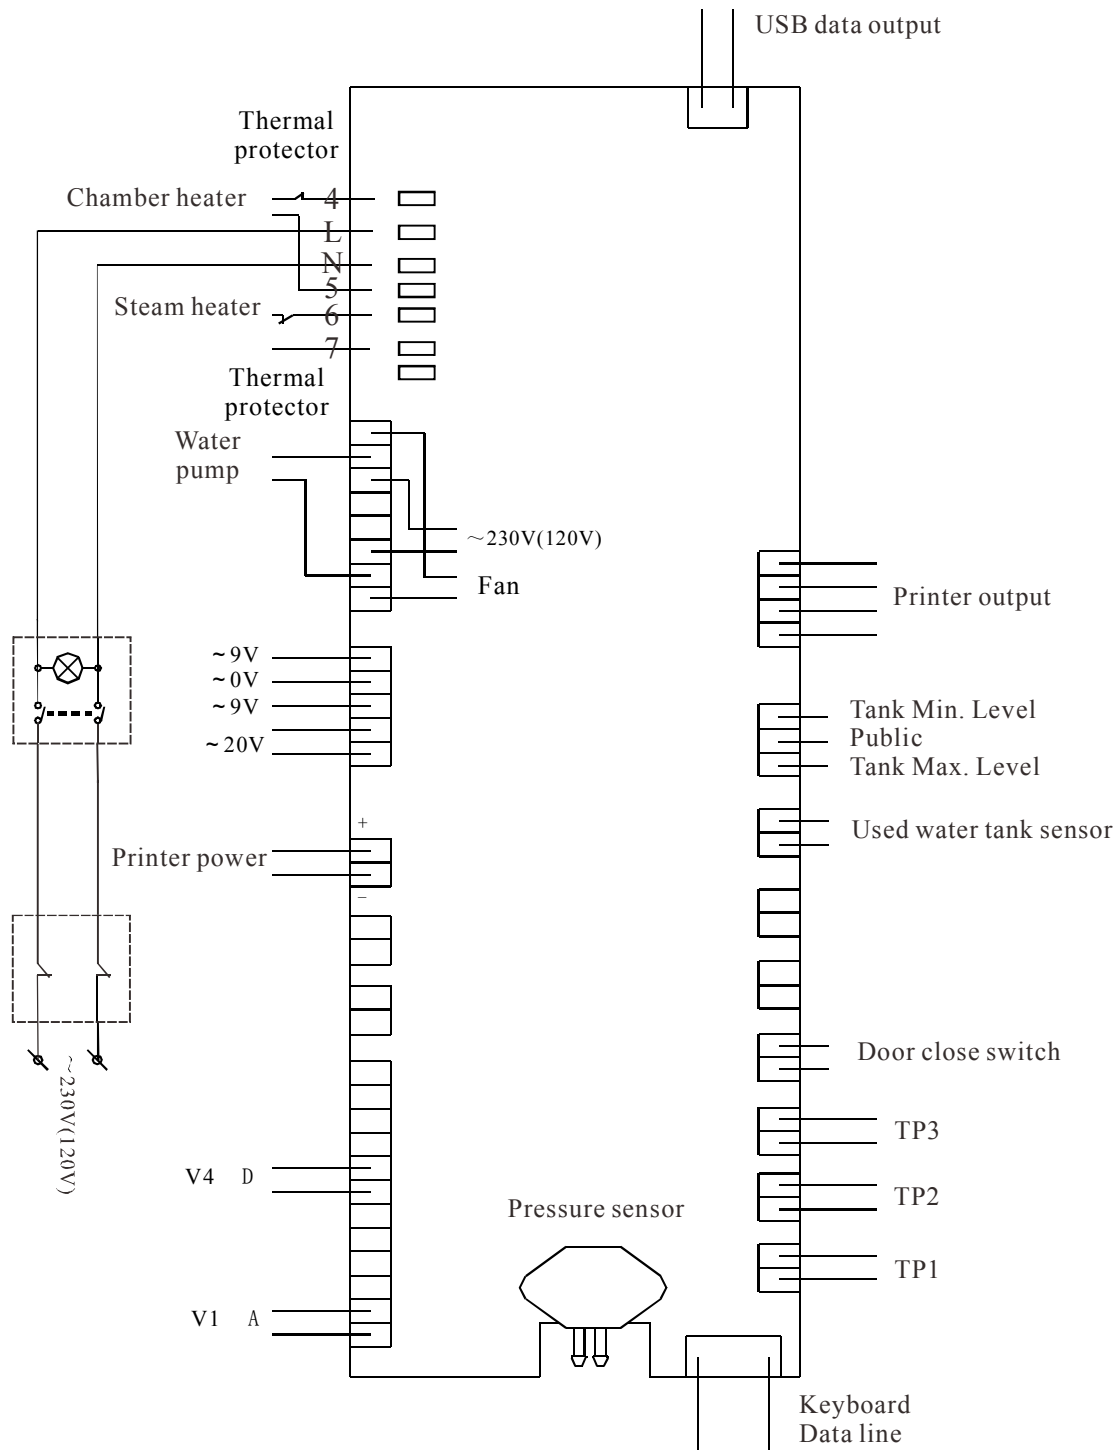 USB data output
Thermal
protector
Chamber heater
4
L
N
5
Steam heater
6
7
Thermal
protector
Water
pump
~230V(120V)
Fan
Printer output
~9V
~0V
~9V
~20V
Tank Min. Level
Public
Tank Max. Level
+
Printer power
−
Used water tank sensor
Door close switch
~230V(120V)
TP3
V4 D
TP2
Pressure sensor
TP1
V1 A
Keyboard
Data line